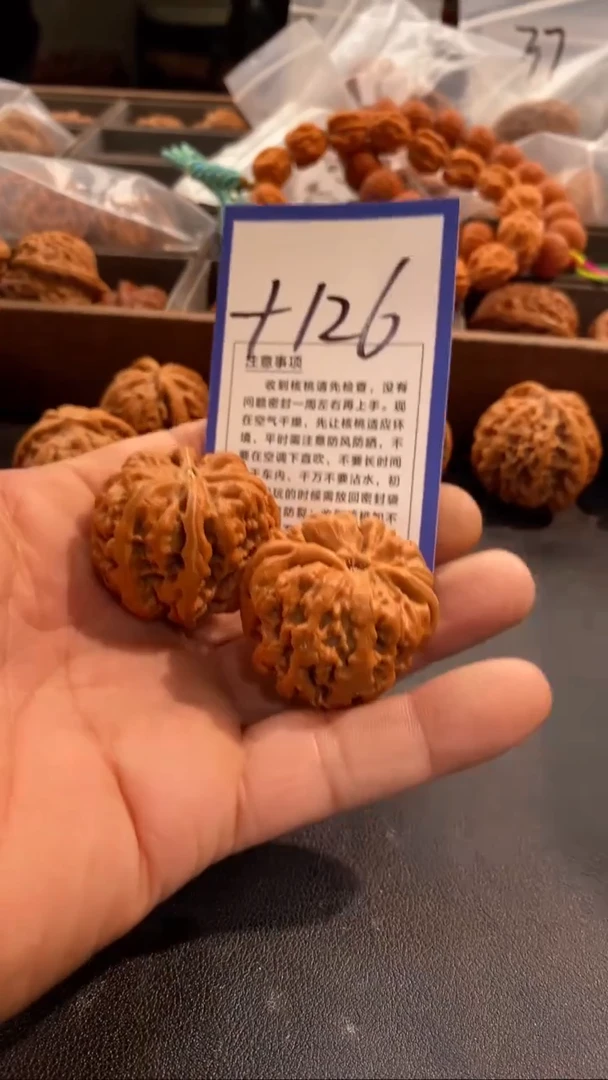 37
+126
注意事项
收到核桃请先检查，没有
问题密封一周左右再上手。现
在空气干燥，先让核桃适应环
境，平时需注意防风防晒，不
要在空调下直吹，不要长时间
车内，千万不要沾水，初
玩的时候需放回密封袋
防裂